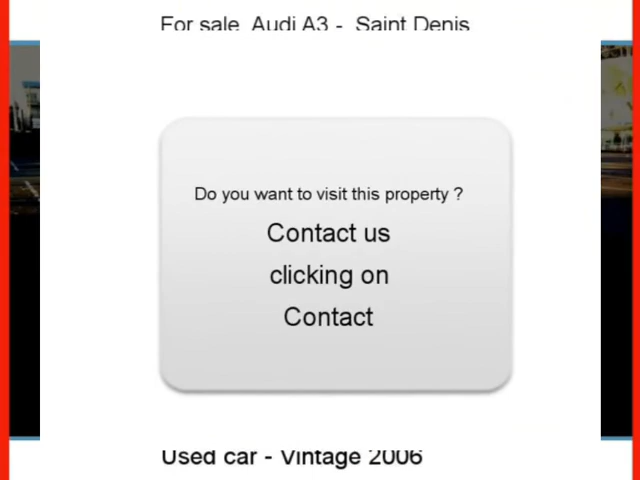 For sale Audi A3 - Saint Denis
Do you want to visit this property ?
Contact us
clicking on
Contact
Used car - Vintage 2006